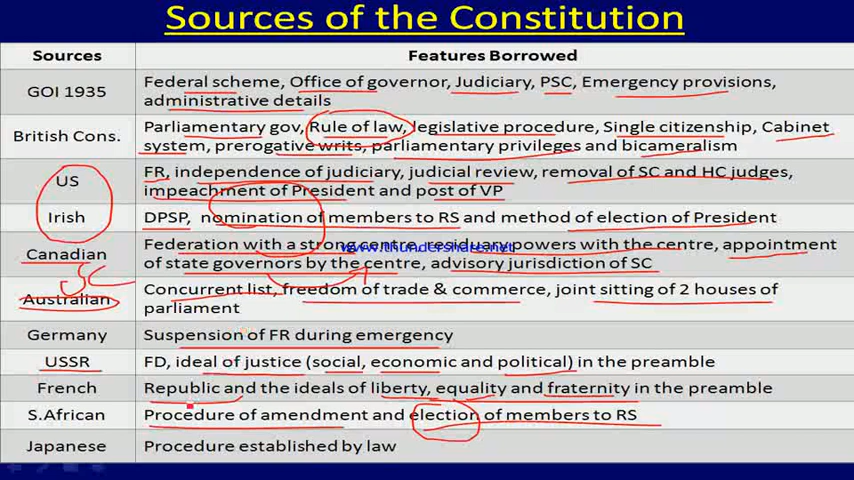 Sources of the Constitution
Sources
Features Borrowed
GOI 1935
Federal scheme, Office of governor, Judiciary, PSC, Emergency provisions,
administrative details
British Cons.
Parliamentary gov, Rule of law, legislative procedure, Single citizenship, Cabinet
system, prerogative writs, parliamentary privileges and bicameralism
US
FR, independence of judiciary, judicial review, removal of SC and HC judges,
impeachment of President and post of VP
Irish
DPSP, nomination of members to RS and method of election of President
Canadian
Federation with a strong centre, residuary powers with the centre, appointment
of state governors by the centre, advisory jurisdiction of SC
www.thundershare.net
SC
Australian
Concurrent list, freedom of trade & commerce, joint sitting of 2 houses of
parliament
Germany
Suspension of FR during emergency
USSR
FD, ideal of justice (social, economic and political) in the preamble
French
Republic and the ideals of liberty, equality and fraternity in the preamble
S.African
Procedure of amendment and election of members to RS
Japanese
Procedure established by law